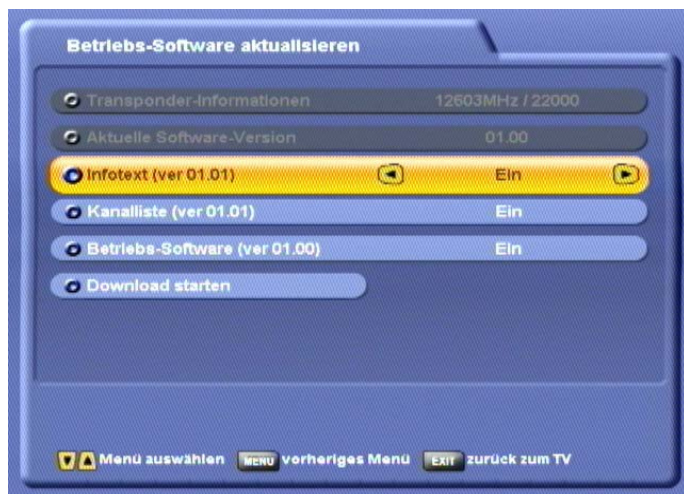 Betriebs-Software aktualisieren
Transponder-Informationen 12603MHz / 22000
Aktuelle Software-Version 01.00
Infotext (ver 01.01) Ein
Kanalliste (ver 01.01) Ein
Betriebs-Software (ver 01.00) Ein
Download starten
Menü auswählen MENU vorheriges Menü EXIT zurück zum TV